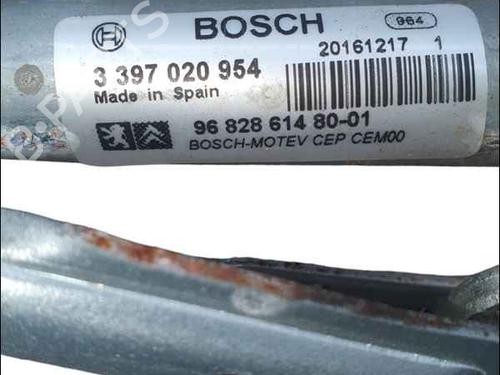 BOSCH
964
20161217 1
3 397 020 954
Made in Spain
96 828 614 80-01
BOSCH-MOTEV CEP CEM00